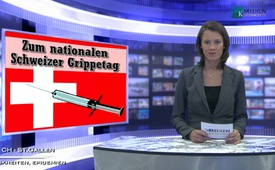 Zum nationalen
Schweizer Grippetag
CH - ST. GALLEN
KHEITEN, EPIDEMIEN